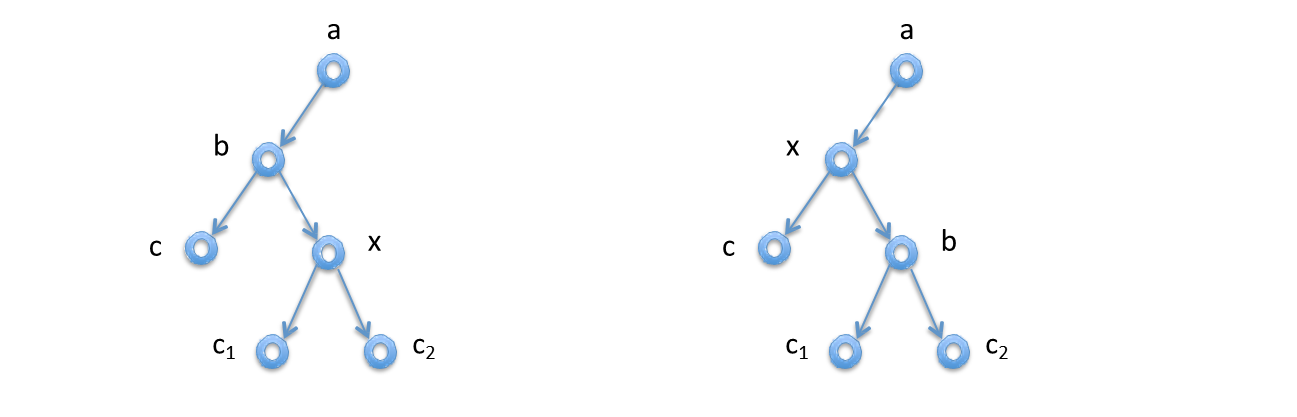 a a
b x
c x c b
c₁ c₂ c₁ c₂